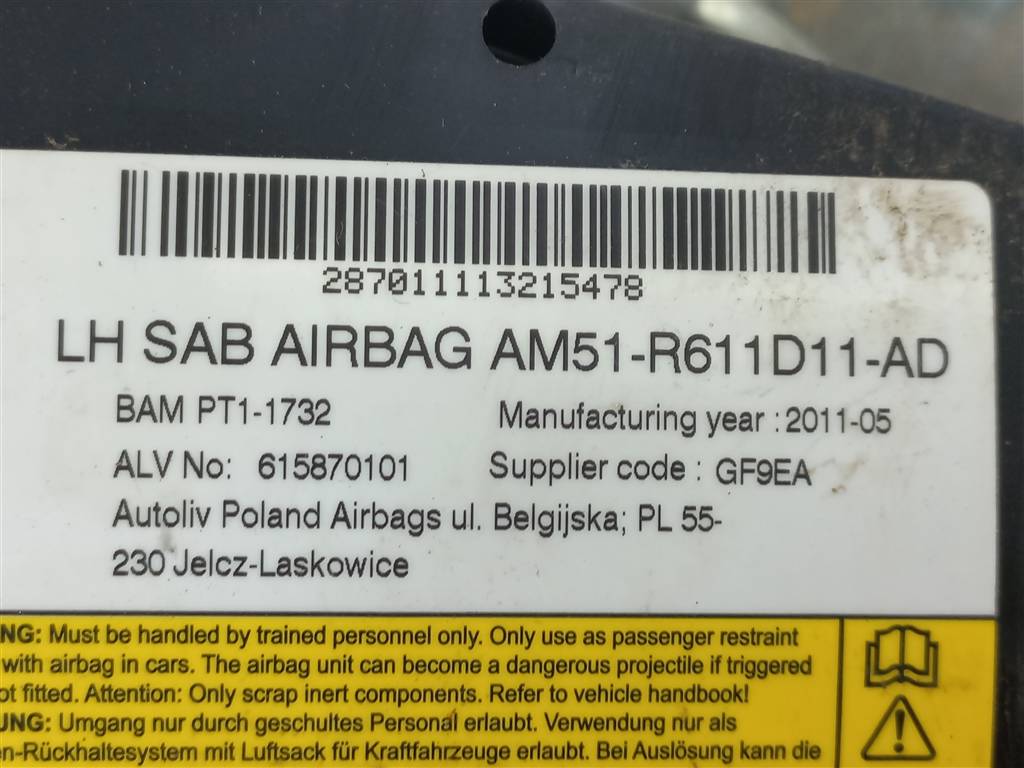 287011113215478
LH SAB AIRBAG AM51-R611D11-AD
BAM PT1-1732 Manufacturing year : 2011-05
ALV No: 615870101 Supplier code : GF9EA
Autoliv Poland Airbags ul. Belgijska; PL 55-
230 Jelcz-Laskowice
NG: Must be handled by trained personnel only. Only use as passenger restraint
with airbag in cars. The airbag unit can become a dangerous projectile if triggered
ot fitted. Attention: Only scrap inert components. Refer to vehicle handbook!
UNG: Umgang nur durch geschultes Personal erlaubt. Verwendung nur als
en-Rückhaltesystem mit Luftsack für Kraftfahrzeuge erlaubt. Bei Auslösung kann die